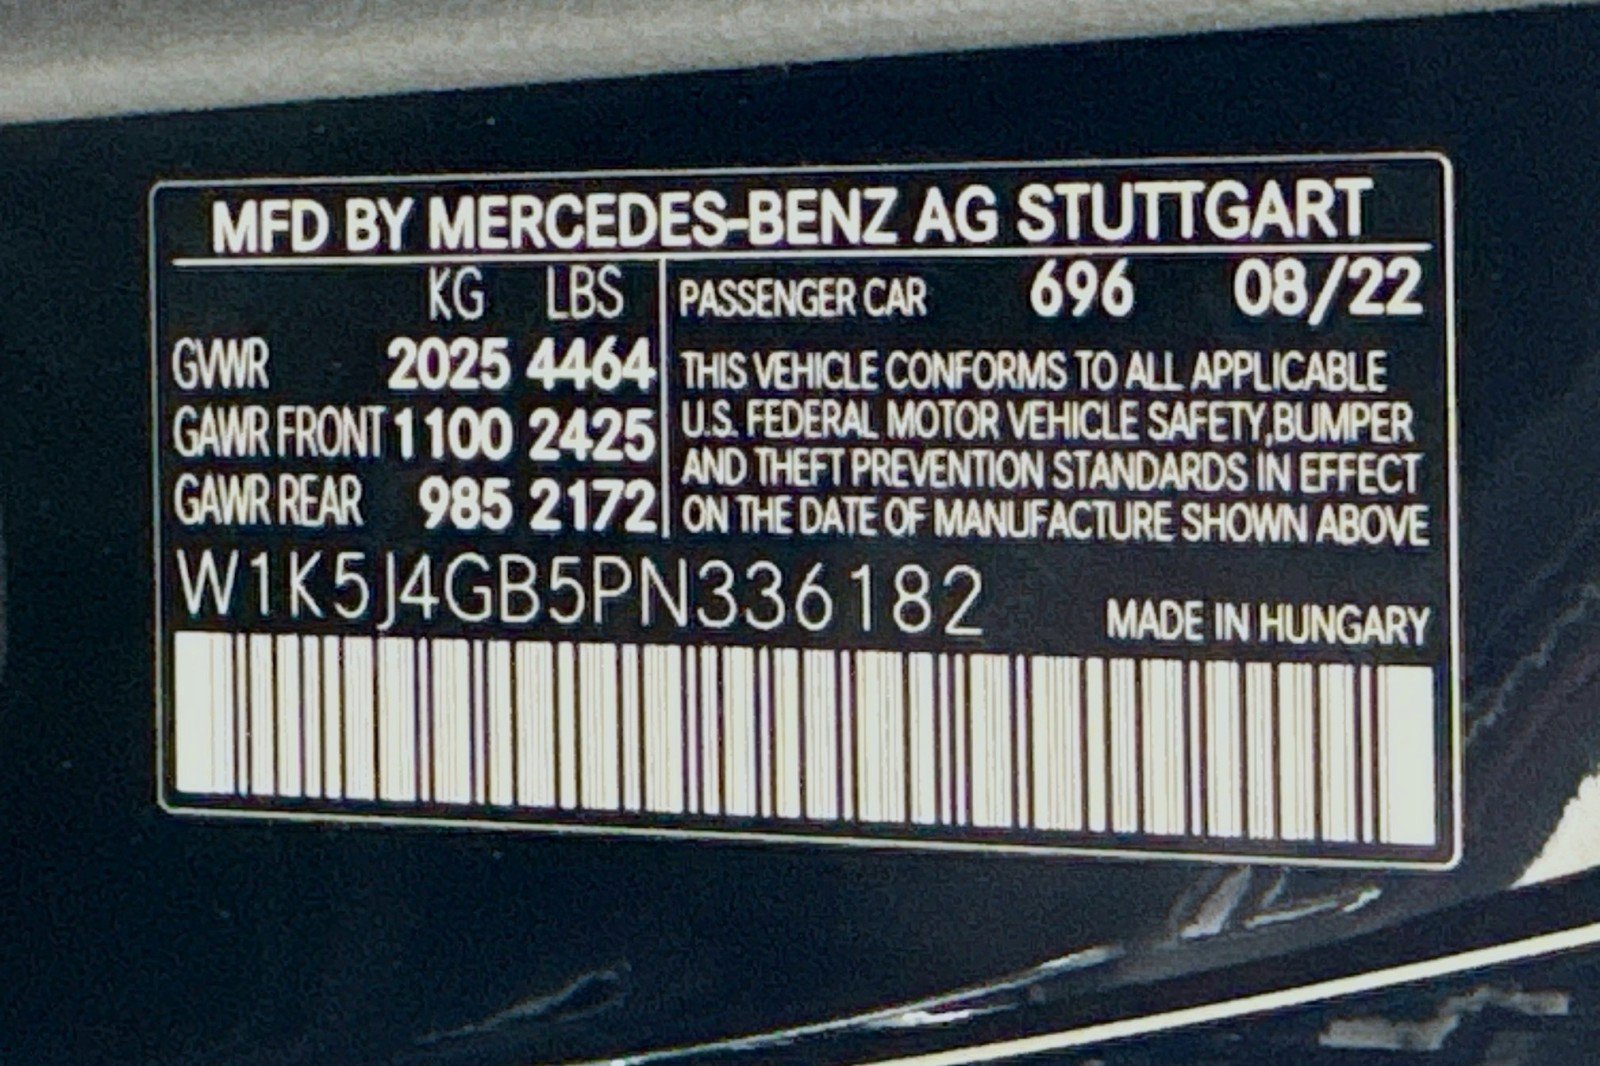 MFD BY MERCEDES-BENZ AG STUTTGART
KG LBS
GVWR 2025 4464
GAWR FRONT 1100 2425
GAWR REAR 985 2172
PASSENGER CAR 696 08/22
THIS VEHICLE CONFORMS TO ALL APPLICABLE
U.S. FEDERAL MOTOR VEHICLE SAFETY,BUMPER
AND THEFT PREVENTION STANDARDS IN EFFECT
ON THE DATE OF MANUFACTURE SHOWN ABOVE
W1K5J4GB5PN336182
MADE IN HUNGARY